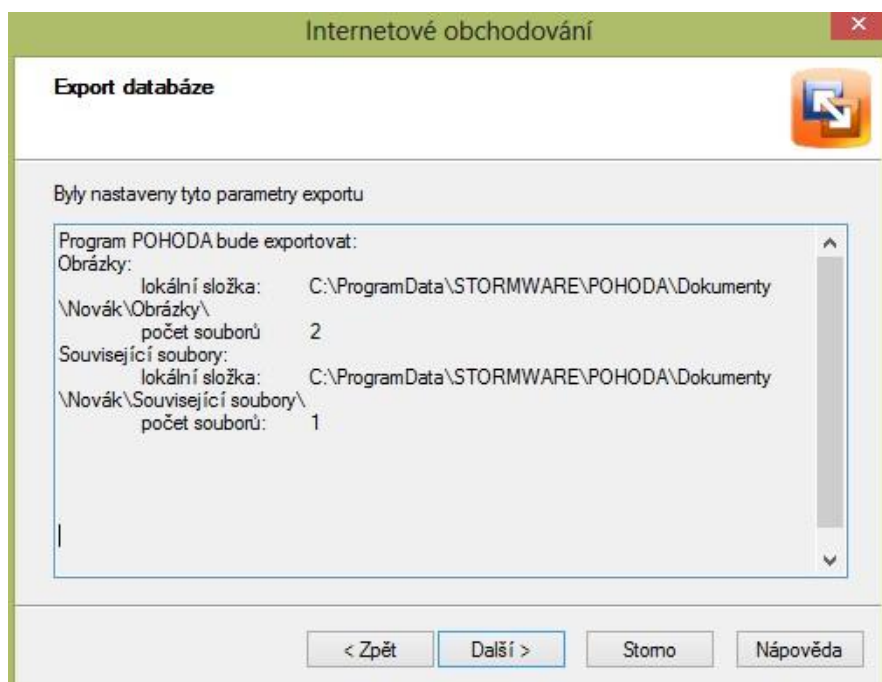 Internetové obchodování
Export databáze
Byly nastaveny tyto parametry exportu
Program POHODA bude exportovat:
Obrázky:
lokální složka: C:\ProgramData\STORMWARE\POHODA\Dokumenty
\Novák\Obrázky\
počet souborů 2
Související soubory:
lokální složka: C:\ProgramData\STORMWARE\POHODA\Dokumenty
\Novák\Související soubory\
počet souborů: 1
< Zpět Další > Storno Nápověda